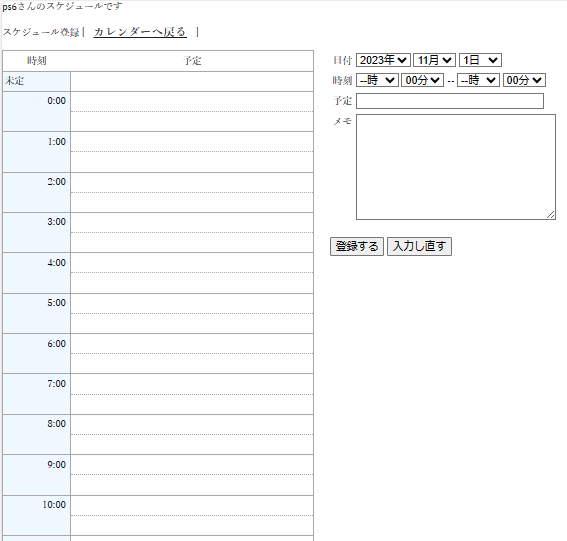 ps6さんのスケジュールです
スケジュール登録 [ カレンダーへ戻る ]
時刻 予定
未定
0:00
1:00
2:00
3:00
4:00
5:00
6:00
7:00
8:00
9:00
10:00
日付 2023年 11月 1日
時刻 --時 00分 -- --時 00分
予定
メモ
登録する 入力し直す